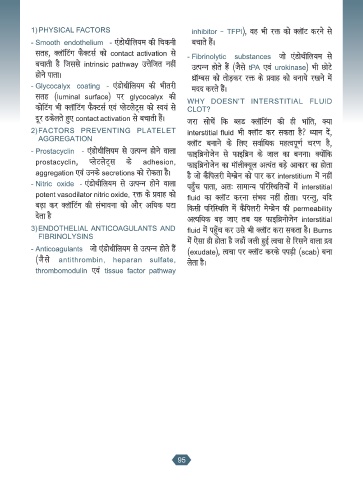 1)PHYSICAL FACTORS
- Smooth endothelium - एंडोथीलियम की चिकनी
सतह, क्लॉटिंग फैक्टर्स को contact activation से
बचाती है जिससे intrinsic pathway उत्तेजित नहीं
होने पाता।
- Glycocalyx coating - एंडोथीलियम की भीतरी
सतह (luminal surface) पर glycocalyx की
कोटिंग भी क्लॉटिंग फैक्टर्स एवं प्लेटलेट्स को स्वयं से
दूर ढकेलते हुए contact activation से बचाती हैं।
2)FACTORS PREVENTING PLATELET
AGGREGATION
- Prostacyclin - एंडोथीलियम से उत्पन्न होने वाला
prostacyclin, प्लेटलेट्स के adhesion,
aggregation एवं उनके secretions को रोकता है।
- Nitric oxide - एंडोथीलियम से उत्पन्न होने वाला
potent vasodilator nitric oxide, रक्त के प्रवाह को
बढ़ा कर क्लॉटिंग की संभावना को और अधिक घटा
देता है
3)ENDOTHELIAL ANTICOAGULANTS AND
FIBRINOLYSINS
- Anticoagulants जो एंडोथीलियम से उत्पन्न होते हैं
(जैसे antithrombin, heparan sulfate,
thrombomodulin एवं tissue factor pathway
inhibitor - TFPI), वह भी रक्त को क्लॉट करने से
बचाते हैं।
- Fibrinolytic substances जो एंडोथीलियम से
उत्पन्न होते हैं (जैसे tPA एवं urokinase) भी छोटे
थ्रॉम्बस को तोड़कर रक्त के प्रवाह को बनाये रखने में
मदद करते हैं।
WHY DOESN'T INTERSTITIAL FLUID
CLOT?
जरा सोचें कि ब्लड क्लॉटिंग की ही भांति, क्या
interstitial fluid भी क्लॉट कर सकता है? ध्यान दें,
क्लॉट बनाने के लिए सर्वाधिक महत्वपूर्ण चरण है,
फाइब्रिनोजेन से फाइब्रिन के जाल का बनना। क्योंकि
फाइब्रिनोजेन का मॉलीक्यूल अत्यंत बड़े आकार का होता
है जो कैपिलरी मेम्ब्रेन को पार कर interstitium में नहीं
पहुँच पाता, अतः सामान्य परिस्थितियों में interstitial
fluid का क्लॉट करना संभव नहीं होता। परन्तु, यदि
किसी परिस्थिति में कैपिलरी मेम्ब्रेन की permeability
अत्यधिक बढ़ जाए तब यह फाइब्रिनोजेन interstitial
fluid में पहुँच कर उसे भी क्लॉट करा सकता है। Burns
में ऐसा ही होता है जहाँ जली हुई त्वचा से रिसने वाला द्रव
(exudate), त्वचा पर क्लॉट करके पपड़ी (scab) बना
लेता है।
95